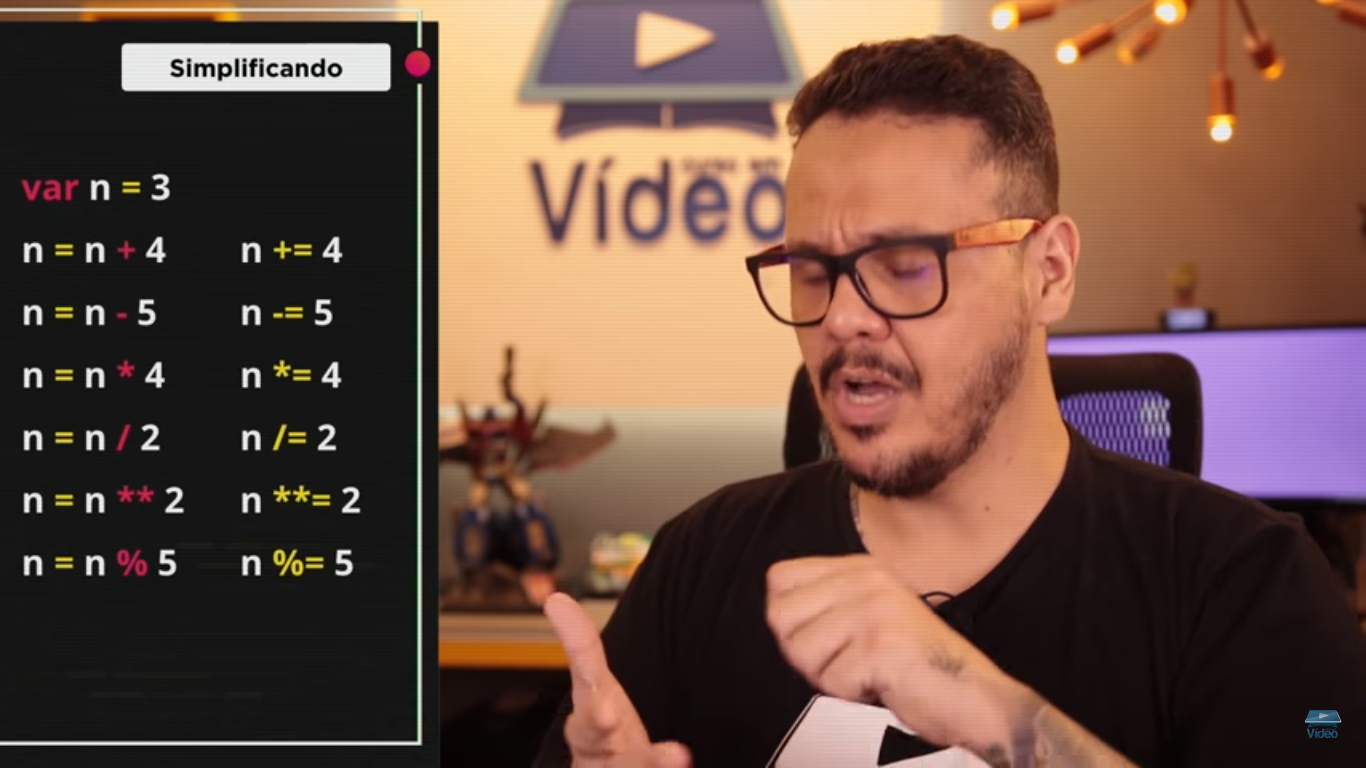 Simplificando
var n = 3
n = n + 4 n += 4
n = n - 5 n -= 5
n = n * 4 n *= 4
n = n / 2 n /= 2
n = n ** 2 n **= 2
n = n % 5 n %= 5
Vídeo
Vídeo